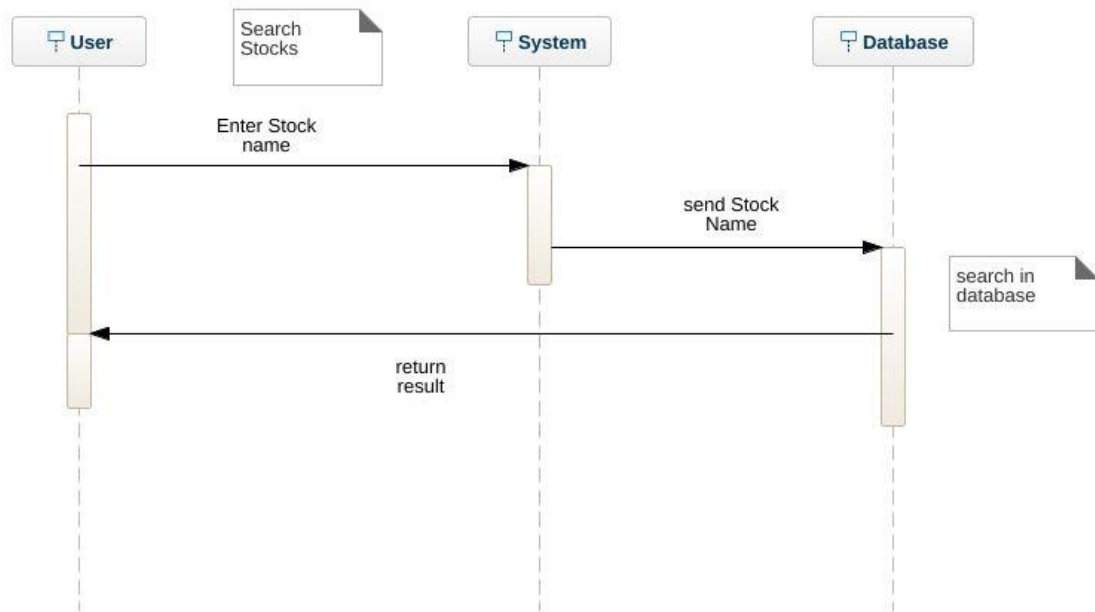 User
Search
Stocks
System
Database
Enter Stock
name
send Stock
Name
search in
database
return
result